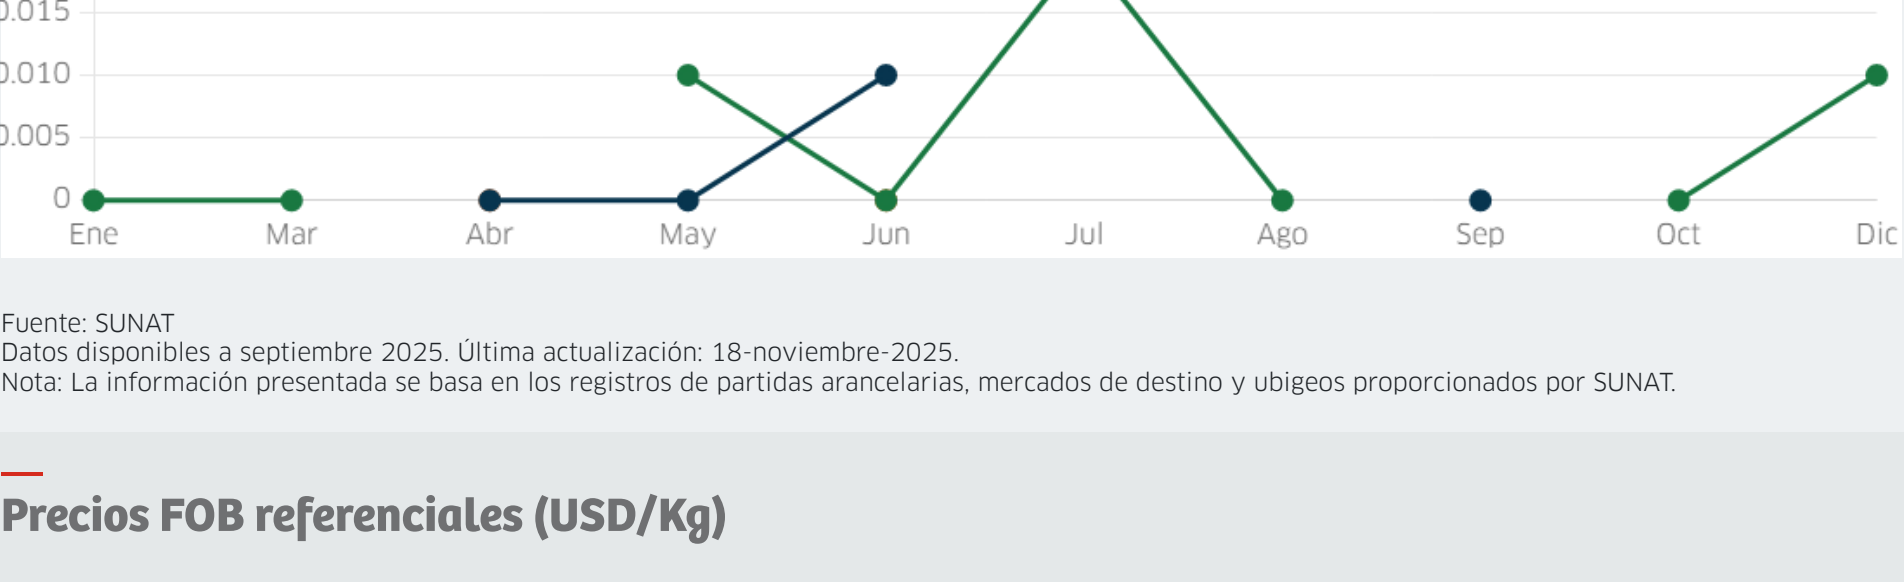 0.015
0.010
0.005
0
Ene Mar Abr May Jun Jul Ago Sep Oct Dic
Fuente: SUNAT
Datos disponibles a septiembre 2025. Última actualización: 18-noviembre-2025.
Nota: La información presentada se basa en los registros de partidas arancelarias, mercados de destino y ubigeos proporcionados por SUNAT.
Precios FOB referenciales (USD/Kg)